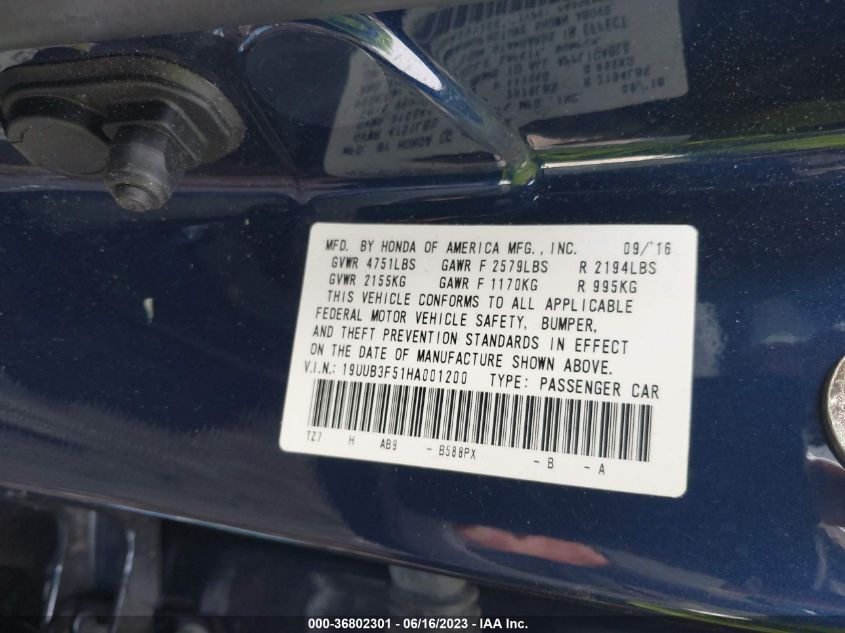 MFD. BY HONDA OF AMERICA MFG., INC. 09/'16
GVWR 4751LBS GAWR F 2579LBS R 2194LBS
GVWR 2155KG GAWR F 1170KG R 995KG
THIS VEHICLE CONFORMS TO ALL APPLICABLE
FEDERAL MOTOR VEHICLE SAFETY, BUMPER,
AND THEFT PREVENTION STANDARDS IN EFFECT
ON THE DATE OF MANUFACTURE SHOWN ABOVE.
V.I.N.: 19UUB3F51HA001200 TYPE: PASSENGER CAR
TZ7 H AB9 - B588PX - B - A
000-36802301 - 06/16/2023 - IAA Inc.